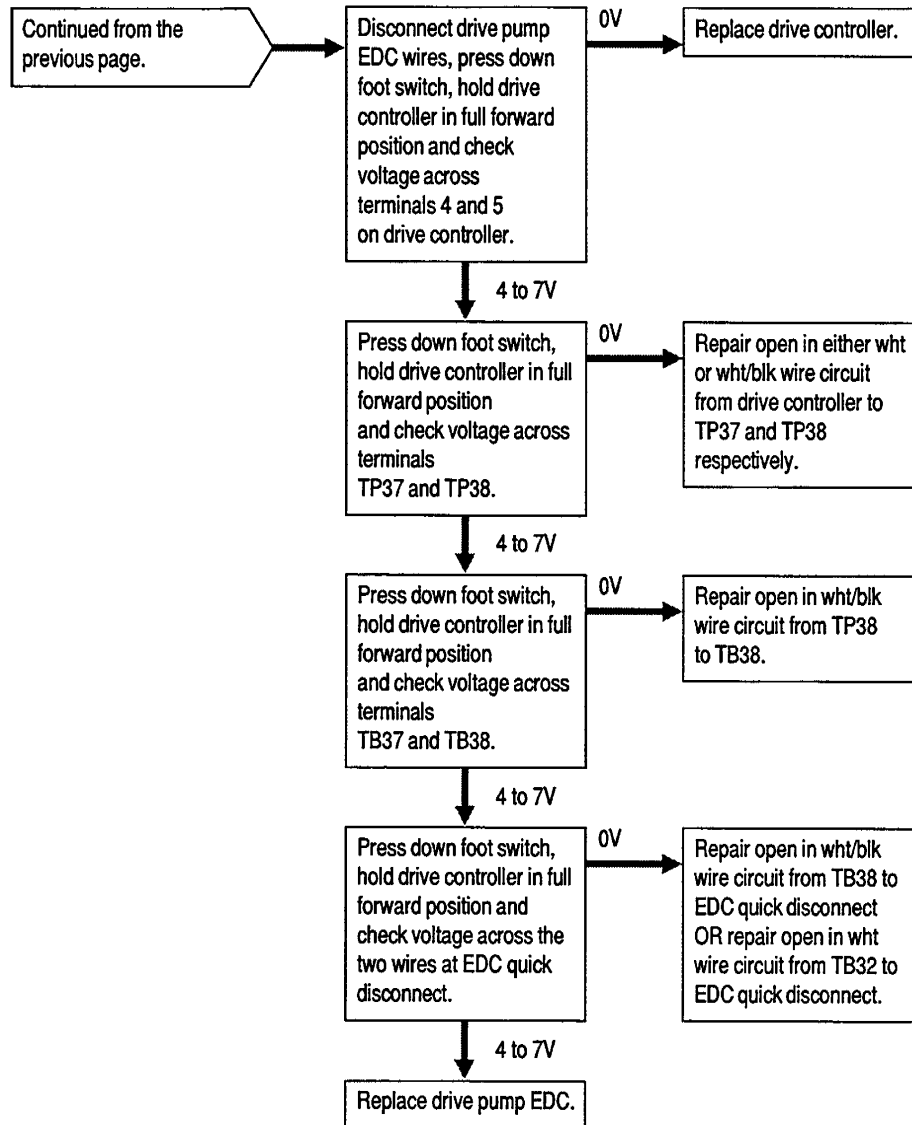 Continued from the
previous page.
Disconnect drive pump
EDC wires, press down
foot switch, hold drive
controller in full forward
position and check
voltage across
terminals 4 and 5
on drive controller.
0V
Replace drive controller.
4 to 7V
Press down foot switch,
hold drive controller in full
forward position
and check voltage across
terminals
TP37 and TP38.
0V
Repair open in either wht
or wht/blk wire circuit
from drive controller to
TP37 and TP38
respectively.
4 to 7V
Press down foot switch,
hold drive controller in full
forward position
and check voltage across
terminals
TB37 and TB38.
0V
Repair open in wht/blk
wire circuit from TP38
to TB38.
4 to 7V
Press down foot switch,
hold drive controller in full
forward position and
check voltage across the
two wires at EDC quick
disconnect.
0V
Repair open in wht/blk
wire circuit from TB38 to
EDC quick disconnect
OR repair open in wht
wire circuit from TB32 to
EDC quick disconnect.
4 to 7V
Replace drive pump EDC.